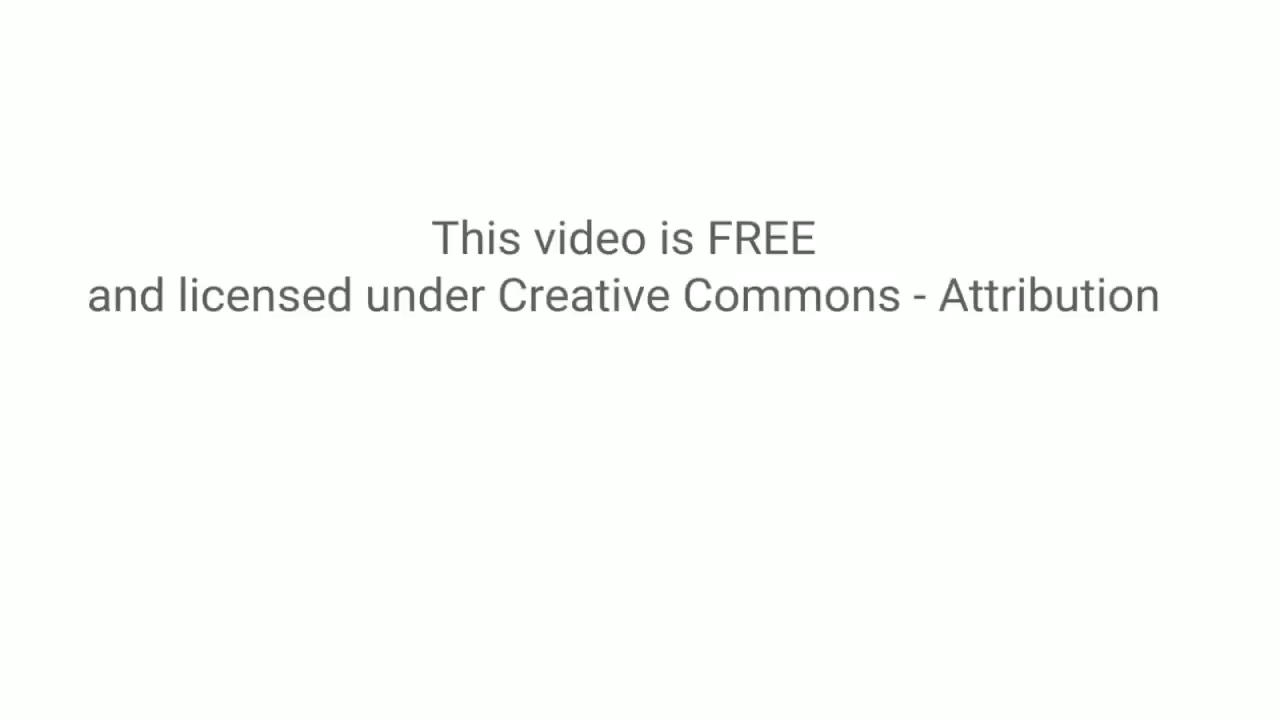 This video is FREE
and licensed under Creative Commons - Attribution